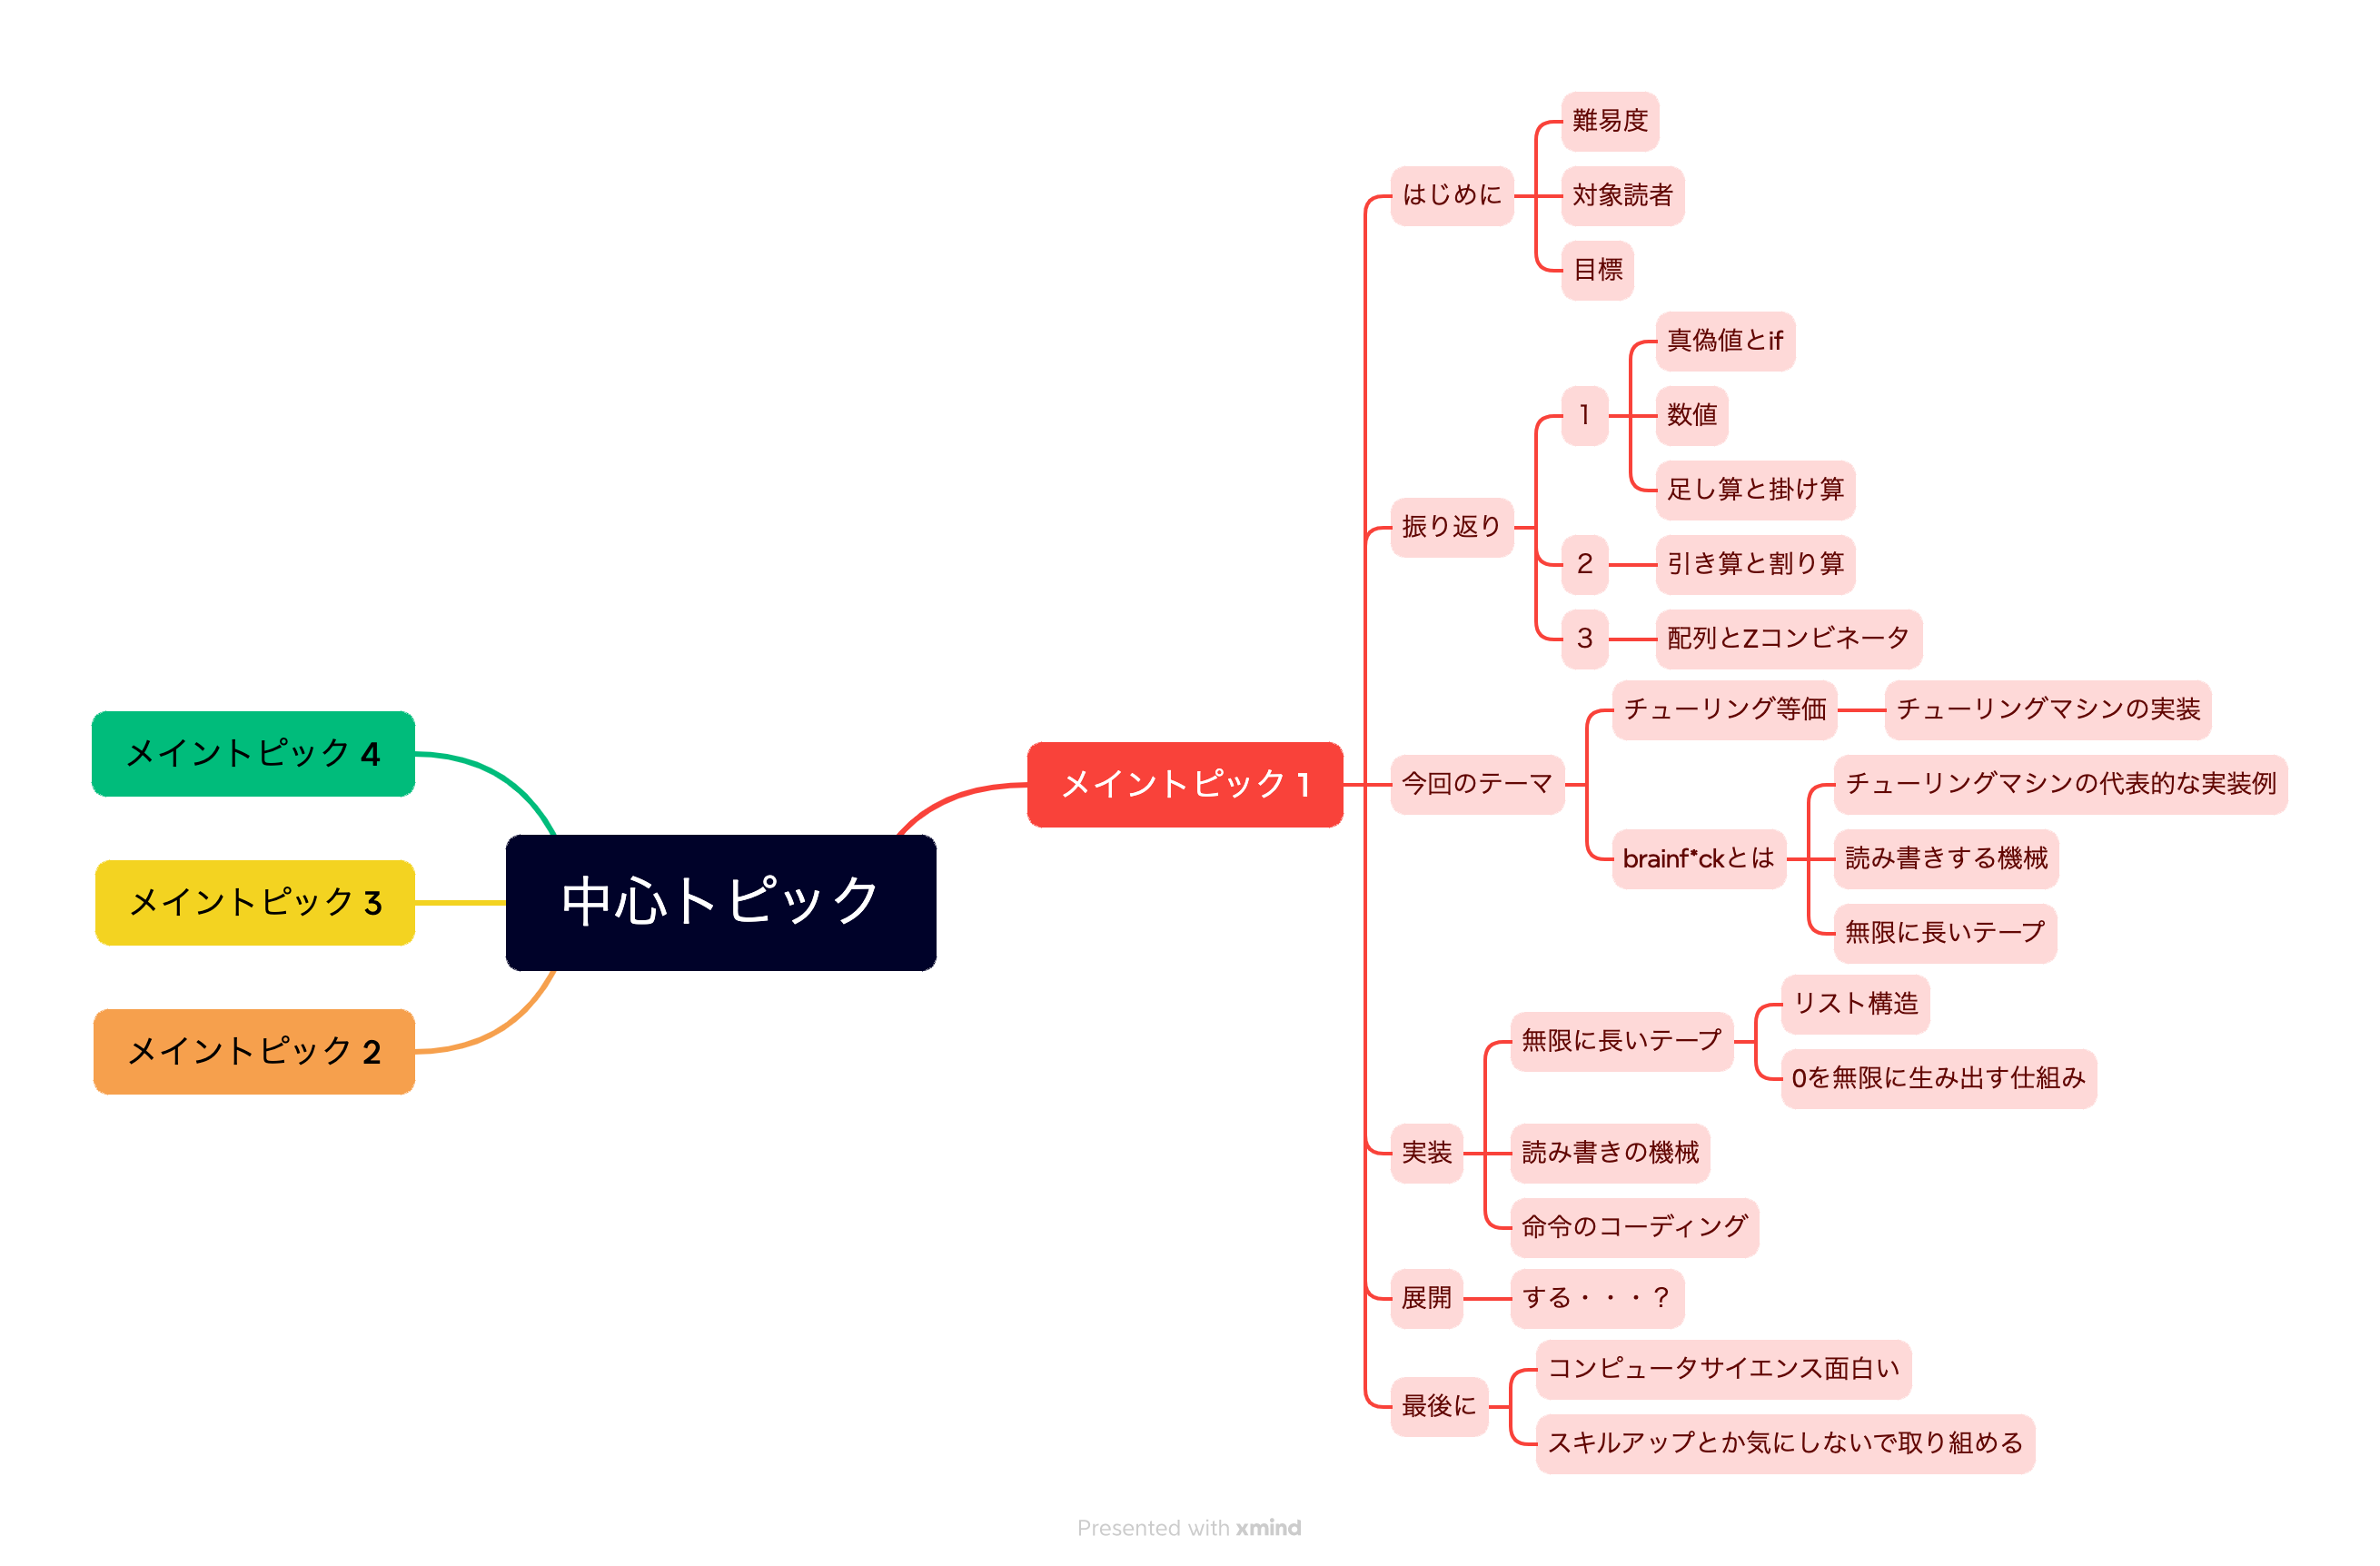 中心トピック
メイントピック 1
はじめに
難易度
対象読者
目標
振り返り
1
真偽値とif
数値
足し算と掛け算
2
引き算と割り算
3
配列とZコンビネータ
今回のテーマ
チューリング等価
チューリングマシンの実装
brainf*ckとは
チューリングマシンの代表的な実装例
読み書きする機械
無限に長いテープ
実装
無限に長いテープ
リスト構造
0を無限に生み出す仕組み
読み書きの機械
命令のコーディング
展開
する・・・？
最後に
コンピュータサイエンス面白い
スキルアップとか気にしないで取り組める
メイントピック 2
メイントピック 3
メイントピック 4
Presented with xmind